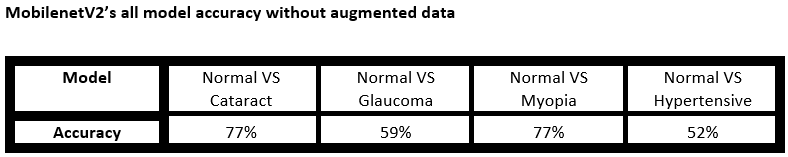 MobilenetV2's all model accuracy without augmented data
Model
Normal VS
Cataract
Normal VS
Glaucoma
Normal VS
Myopia
Normal VS
Hypertensive
Accuracy
77%
59%
77%
52%